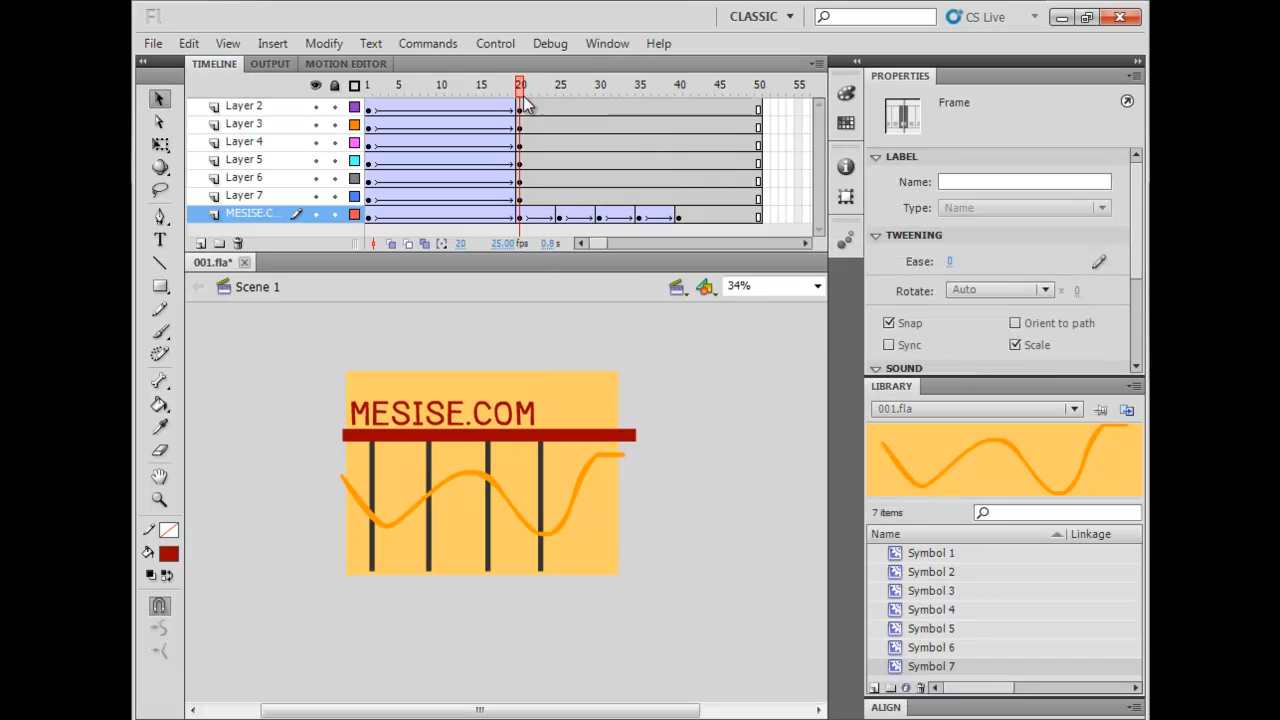 Fl CLASSIC CS Live
File Edit View Insert Modify Text Commands Control Debug Window Help
TIMELINE OUTPUT MOTION EDITOR
1 5 10 15 20 25 30 35 40 45 50 55
Layer 2
Layer 3
Layer 4
Layer 5
Layer 6
Layer 7
MESISE.C...
20 25.00fps 0.8s
001.fla*
Scene 1 34%
MESISE.COM
PROPERTIES
Frame
LABEL
Name:
Type: Name
TWEENING
Ease: 0
Rotate: Auto x 0
Snap Orient to path
Sync Scale
SOUND
LIBRARY
001.fla
7 items
Name Linkage
Symbol 1
Symbol 2
Symbol 3
Symbol 4
Symbol 5
Symbol 6
Symbol 7
ALIGN